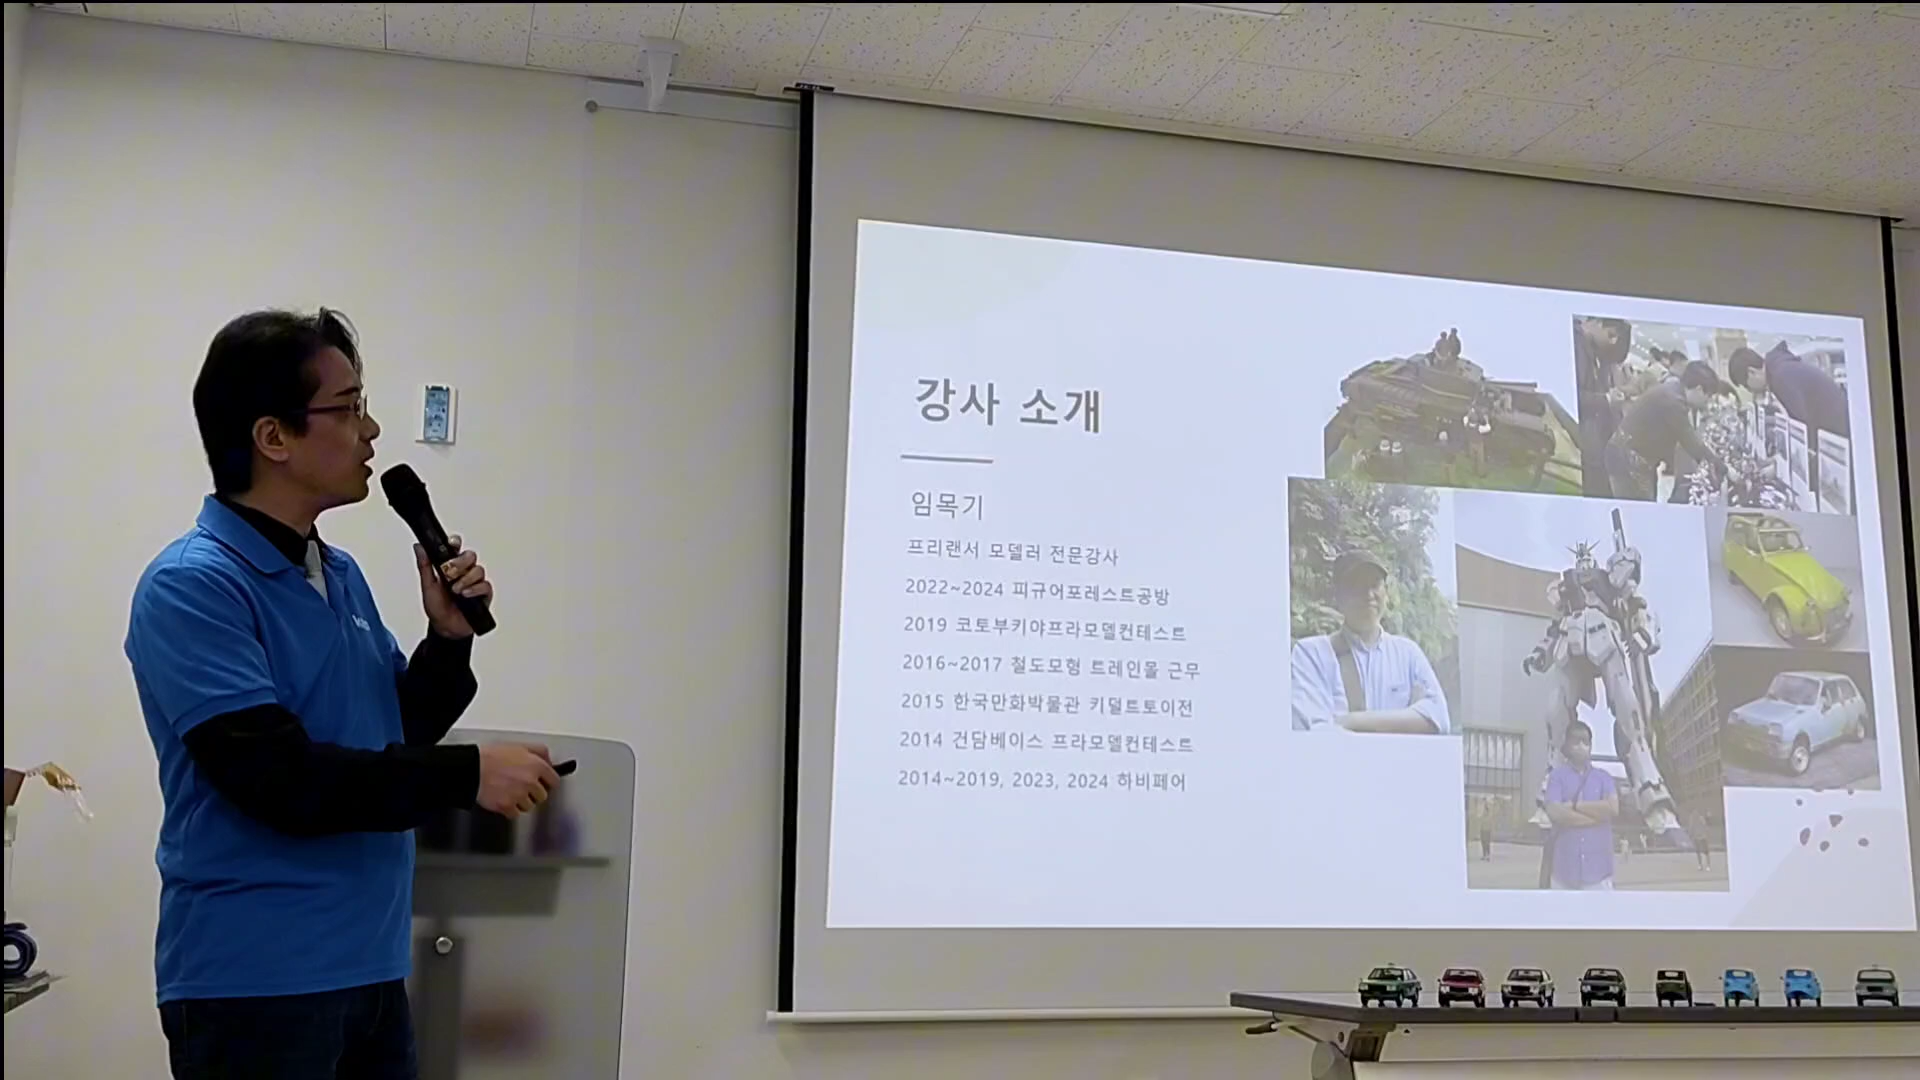 강사 소개
임목기
프리랜서 모델러 전문강사
2022~2024 피규어포레스트공방
2019 코토부키야프라모델컨테스트
2016~2017 철도모형 트레인몰 근무
2015 한국만화박물관 키덜트토이전
2014 건담베이스 프라모델컨테스트
2014~2019, 2023, 2024 하비페어